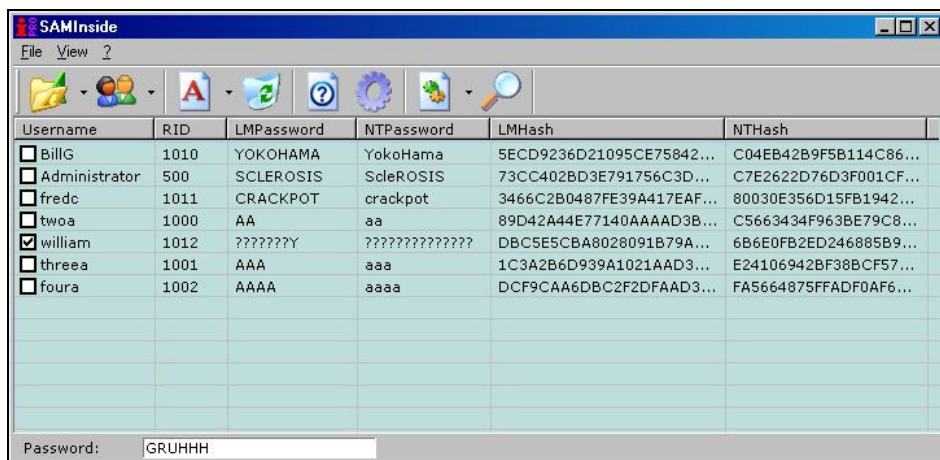 SAMInside
File View ?
Username RID LMPassword NTPassword LMHash NTHash
BillG 1010 YOKOHAMA YokoHama 5ECD9236D21095CE75842... C04EB42B9F5B114C86...
Administrator 500 SCLEROSIS ScleROSIS 73CC402BD3E791756C3D... C7E2622D76D3F001CF...
fredc 1011 CRACKPOT crackpot 3466C2B0487FE39A417EAF... 80030E356D15FB1942...
twoa 1000 AA aa 89D42A44E77140AAAAD3B... C5663434F963BE79C8...
william 1012 ???????Y ?????????????? DBC5E5CBA8028091B79A... 6B6E0FB2ED246885B9...
threea 1001 AAA aaa 1C3A2B6D939A1021AAD3... E24106942BF38BCF57...
foura 1002 AAAA aaaa DCF9CAA6DBC2F2DFAAD3... FA5664875FFADF0AF6...
Password: GRUHHH